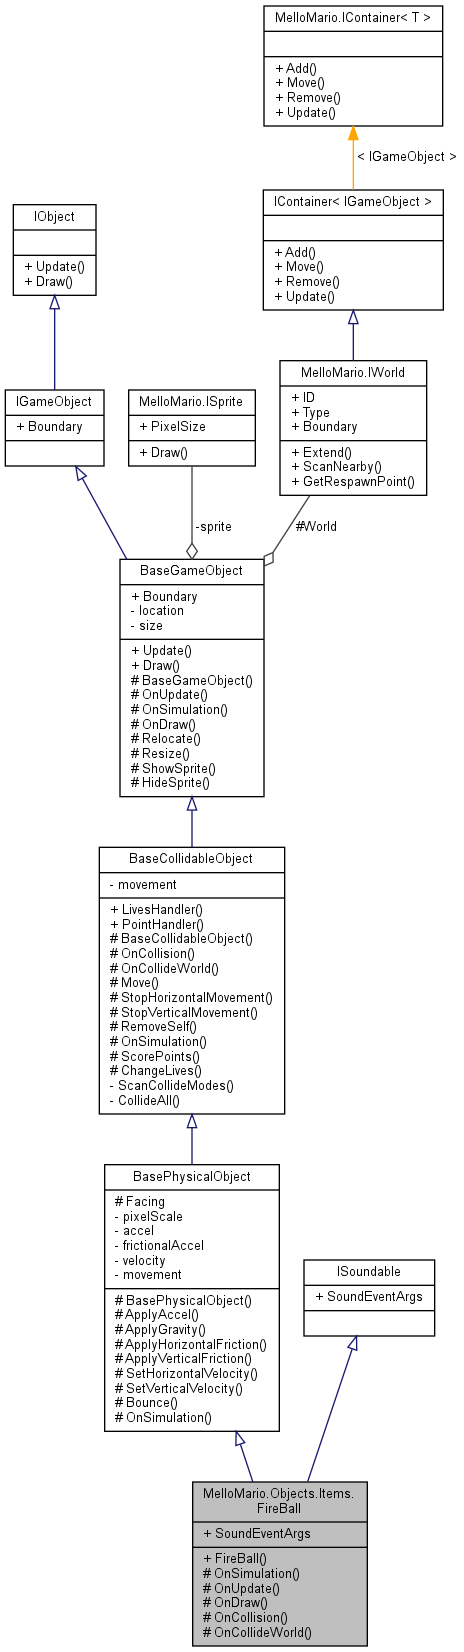 MelloMario.IContainer< T >
+ Add()
+ Move()
+ Remove()
+ Update()
< IGameObject >
IContainer< IGameObject >
+ Add()
+ Move()
+ Remove()
+ Update()
IObject
+ Update()
+ Draw()
IGameObject
+ Boundary
MelloMario.ISprite
+ PixelSize
+ Draw()
MelloMario.IWorld
+ ID
+ Type
+ Boundary
+ Extend()
+ ScanNearby()
+ GetRespawnPoint()
-sprite
#World
BaseGameObject
+ Boundary
- location
- size
+ Update()
+ Draw()
# BaseGameObject()
# OnUpdate()
# OnSimulation()
# OnDraw()
# Relocate()
# Resize()
# ShowSprite()
# HideSprite()
BaseCollidableObject
- movement
+ LivesHandler()
+ PointHandler()
# BaseCollidableObject()
# OnCollision()
# OnCollideWorld()
# Move()
# StopHorizontalMovement()
# StopVerticalMovement()
# RemoveSelf()
# OnSimulation()
# ScorePoints()
# ChangeLives()
- ScanCollideModes()
- CollideAll()
BasePhysicalObject
# Facing
- pixelScale
- accel
- frictionalAccel
- velocity
- movement
# BasePhysicalObject()
# ApplyAccel()
# ApplyGravity()
# ApplyHorizontalFriction()
# ApplyVerticalFriction()
# SetHorizontalVelocity()
# SetVerticalVelocity()
# Bounce()
# OnSimulation()
ISoundable
+ SoundEventArgs
MelloMario.Objects.Items.
FireBall
+ SoundEventArgs
+ FireBall()
# OnSimulation()
# OnUpdate()
# OnDraw()
# OnCollision()
# OnCollideWorld()